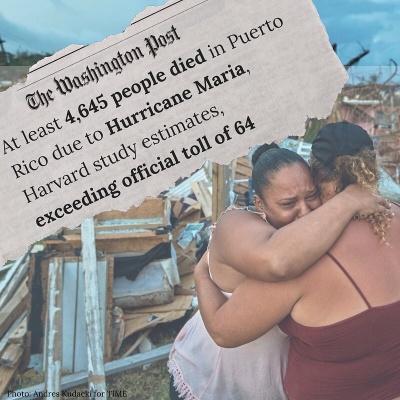 The Washington Post
At least 4,645 people died in Puerto
Rico due to Hurricane Maria,
Harvard study estimates,
exceeding official toll of 64
Photo: Andres Kudacki for TIME